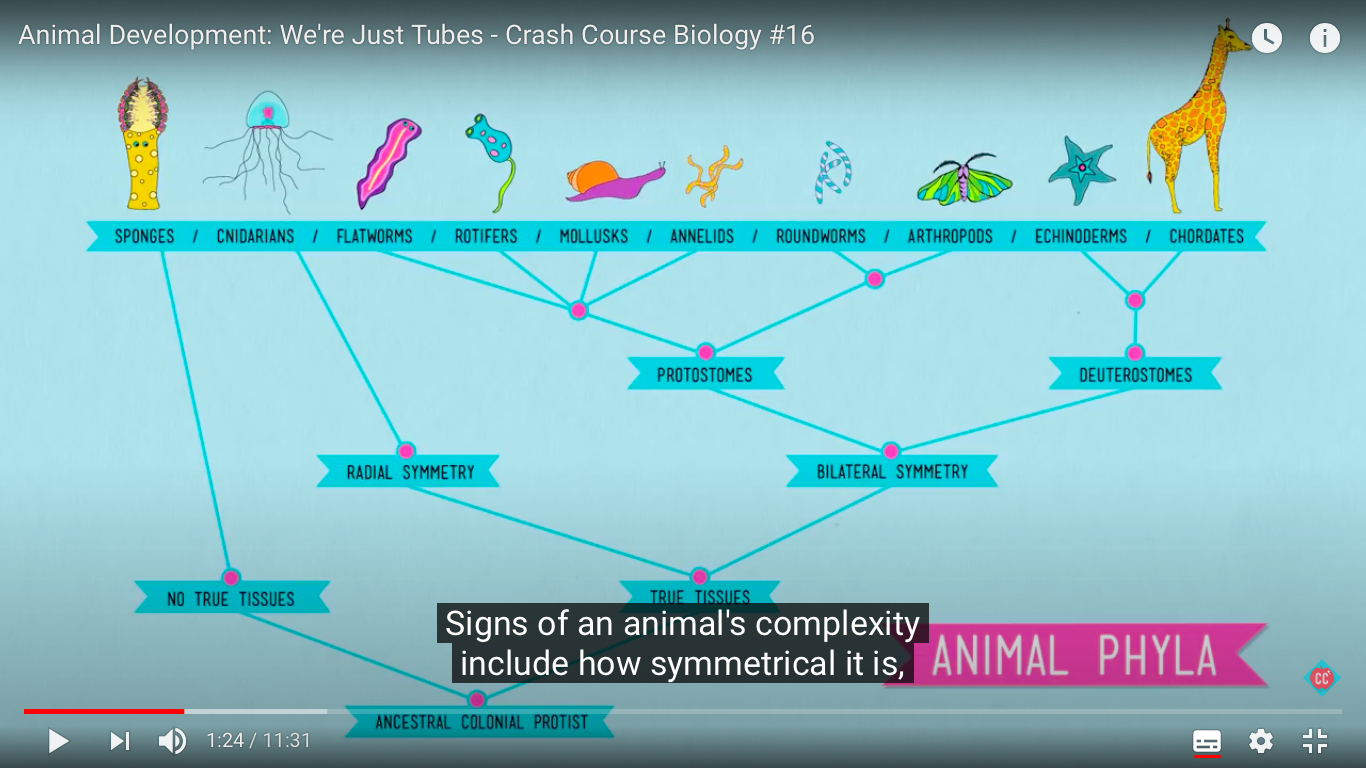 Animal Development: We're Just Tubes - Crash Course Biology #16
SPONGES / CNIDARIANS / FLATWORMS / ROTIFERS / MOLLUSKS / ANNELIDS / ROUNDWORMS / ARTHROPODS / ECHINODERMS / CHORDATES
PROTOSTOMES
DEUTEROSTOMES
RADIAL SYMMETRY
BILATERAL SYMMETRY
NO TRUE TISSUES
TRUE TISSUES
Signs of an animal's complexity
include how symmetrical it is,
ANIMAL PHYLA
CC
ANCESTRAL COLONIAL PROTIST
1:24 / 11:31